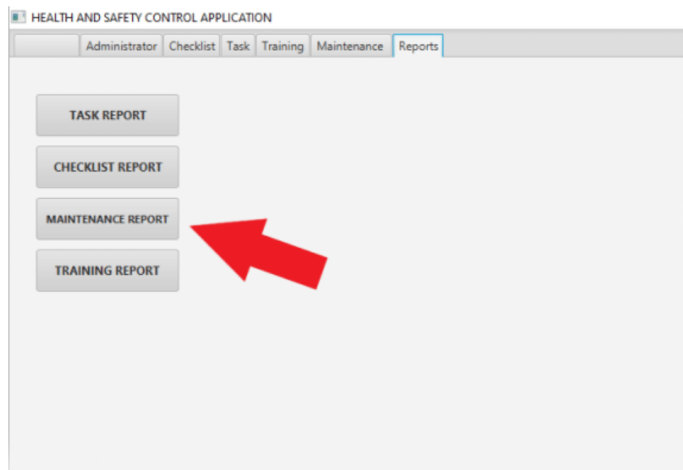 HEALTH AND SAFETY CONTROL APPLICATION
Administrator Checklist Task Training Maintenance Reports
TASK REPORT
CHECKLIST REPORT
MAINTENANCE REPORT
TRAINING REPORT